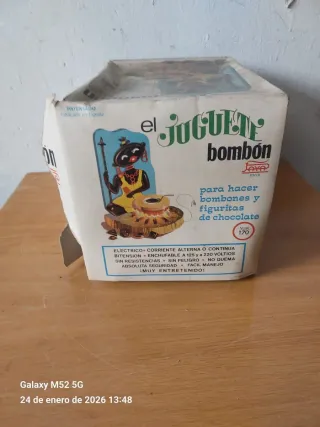 el JUGUETE
bombón
para hacer
bombones y
figuritas
de chocolate
170
ELECTRICO • CORRIENTE ALTERNA O CONTINUA
BITENSION • ENCHUFABLE A 125 y a 220 VOLTIOS
SIN RESISTENCIAS • SIN PELIGRO • NO QUEMA
ABSOLUTA SEGURIDAD • FACIL MANEJO
¡MUY ENTRETENIDO!
Galaxy M52 5G
24 de enero de 2026 13:48